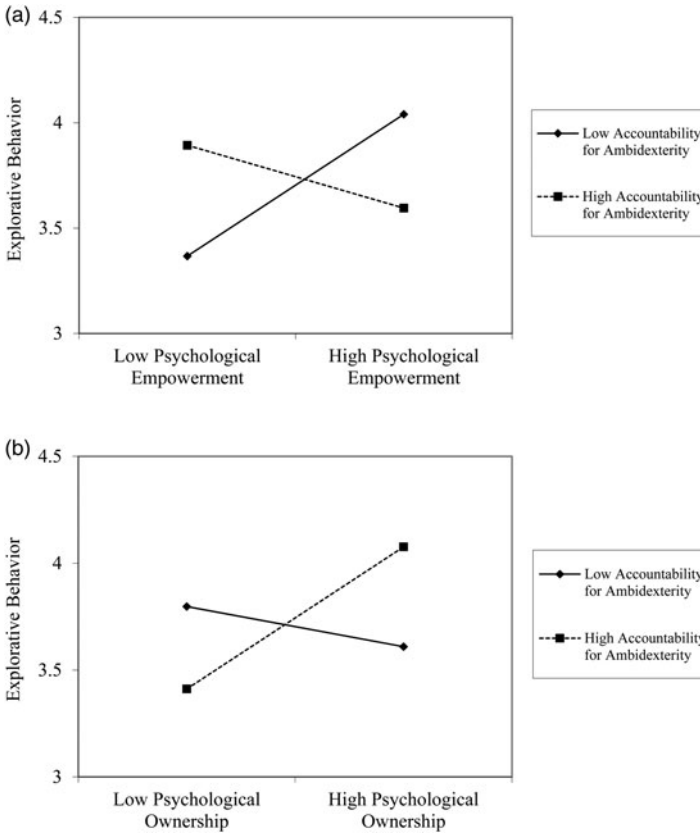 (a)
4.5
4
3.5
3
Explorative Behavior
Low Psychological
Empowerment
High Psychological
Empowerment
Low Accountability
for Ambidexterity
High Accountability
for Ambidexterity
(b)
4.5
4
3.5
3
Explorative Behavior
Low Psychological
Ownership
High Psychological
Ownership
Low Accountability
for Ambidexterity
High Accountability
for Ambidexterity